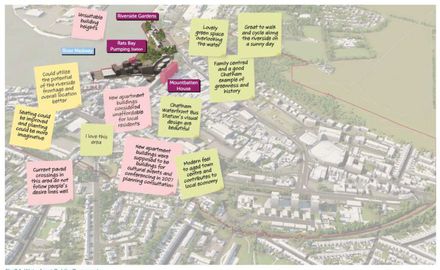 Unsuitable
building
heights
Riverside Gardens
Rats Bay
Pumping Station
Mountbatten
House
Lovely
green space
overlooking
the water
Great to walk
and cycle along
the riverside on
a sunny day
Family centred
and a good
Chatham
example of
greenness and
history
Could utilise
the potential
of the riverside
frontage and
overall location
better
New apartment
buildings
considered
unaffordable
for local
residents
Chatham
Waterfront Bus
Station's visual
design are
beautiful
Seating could
be improved
and planting
could be more
imaginative
I love this
area
Current paved
crossings in
this area do not
follow people's
desire lines well
New apartment
buildings were
supposed to be
buildings for
cultural events and
conferencing in 2007
planning consultation
Modern feel
to aged town
centre and
contributes to
local economy